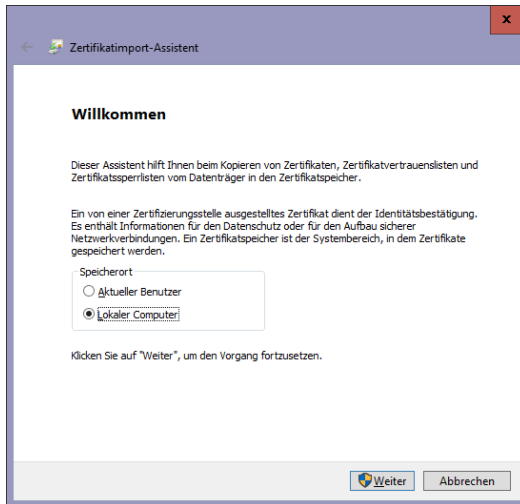 x
Zertifikatimport-Assistent
Willkommen
Dieser Assistent hilft Ihnen beim Kopieren von Zertifikaten, Zertifikatvertrauenslisten und
Zertifikatssperrlisten vom Datenträger in den Zertifikatspeicher.
Ein von einer Zertifizierungsstelle ausgestelltes Zertifikat dient der Identitätsbestätigung.
Es enthält Informationen für den Datenschutz oder für den Aufbau sicherer
Netzwerkverbindungen. Ein Zertifikatspeicher ist der Systembereich, in dem Zertifikate
gespeichert werden.
Speicherort
Aktueller Benutzer
Lokaler Computer
Klicken Sie auf "Weiter", um den Vorgang fortzusetzen.
Weiter Abbrechen